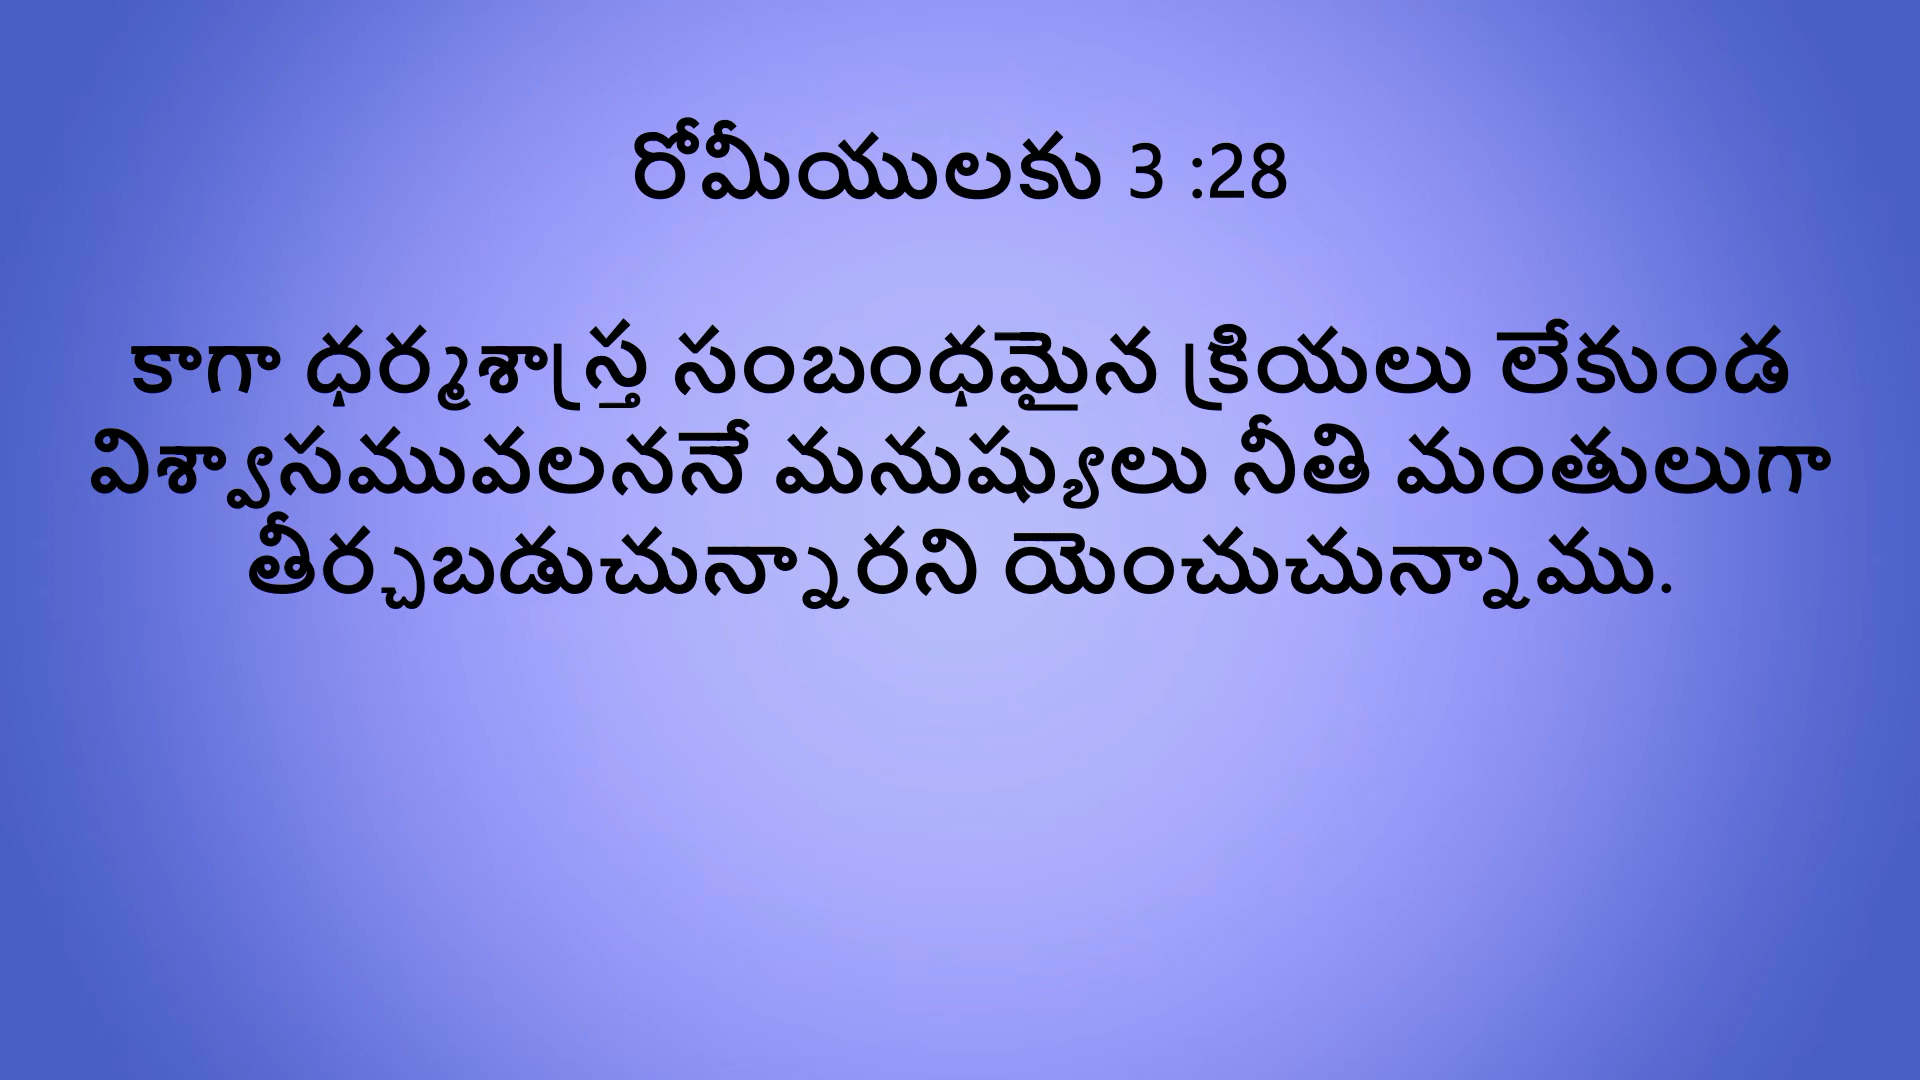 రోమీయులకు 3 :28
కాగా ధర్మశాస్త్ర సంబంధమైన క్రియలు లేకుండ
విశ్వాసమువలననే మనుష్యులు నీతి మంతులుగా
తీర్చబడుచున్నారని యెంచుచున్నాము.